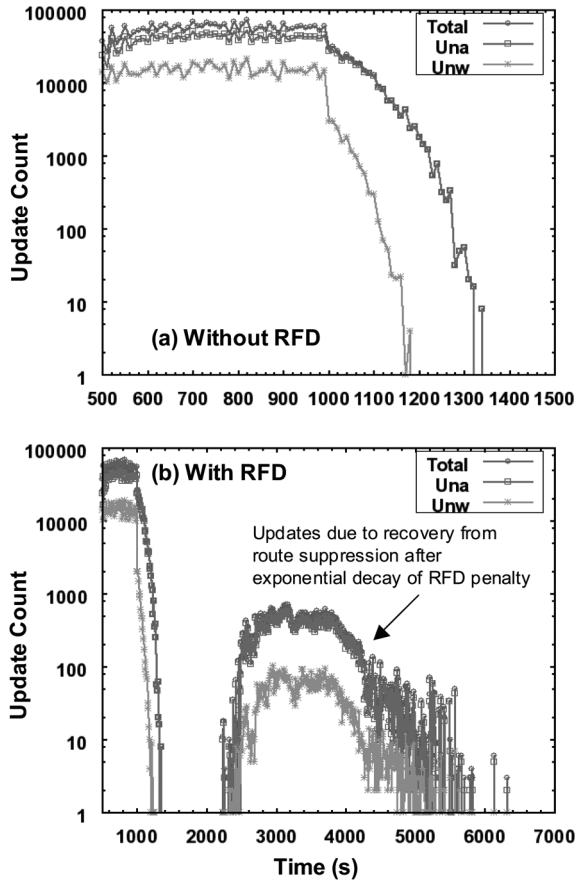 100000
10000
1000
100
10
1
Update Count
Total
Una
Unw
(a) Without RFD
500 600 700 800 900 1000 1100 1200 1300 1400 1500
100000
10000
1000
100
10
1
Update Count
(b) With RFD
Total
Una
Unw
Updates due to recovery from
route suppression after
exponential decay of RFD penalty
1000 2000 3000 4000 5000 6000 7000
Time (s)